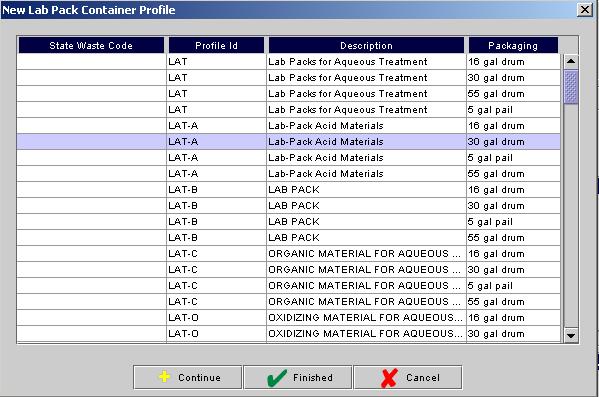 New Lab Pack Container Profile
State Waste Code Profile Id Description Packaging
LAT Lab Packs for Aqueous Treatment 16 gal drum
LAT Lab Packs for Aqueous Treatment 30 gal drum
LAT Lab Packs for Aqueous Treatment 55 gal drum
LAT Lab Packs for Aqueous Treatment 5 gal pail
LAT-A Lab-Pack Acid Materials 16 gal drum
LAT-A Lab-Pack Acid Materials 30 gal drum
LAT-A Lab-Pack Acid Materials 5 gal pail
LAT-A Lab-Pack Acid Materials 55 gal drum
LAT-B LAB PACK 16 gal drum
LAT-B LAB PACK 30 gal drum
LAT-B LAB PACK 5 gal pail
LAT-B LAB PACK 55 gal drum
LAT-C ORGANIC MATERIAL FOR AQUEOUS ... 16 gal drum
LAT-C ORGANIC MATERIAL FOR AQUEOUS ... 30 gal drum
LAT-C ORGANIC MATERIAL FOR AQUEOUS ... 5 gal pail
LAT-C ORGANIC MATERIAL FOR AQUEOUS ... 55 gal drum
LAT-O OXIDIZING MATERIAL FOR AQUEOUS... 16 gal drum
LAT-O OXIDIZING MATERIAL FOR AQUEOUS... 30 gal drum
Continue Finished Cancel